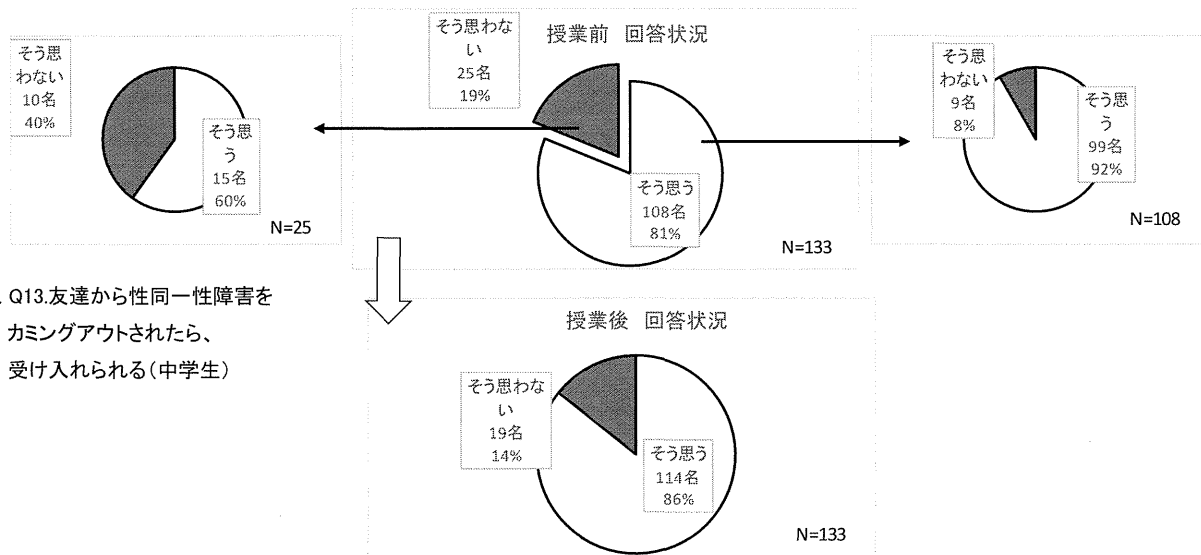 そう思
わない
10名
40%
そう思
う
15名
60%
N=25
授業前 回答状況
そう思わな
い
25名
19%
そう思う
108名
81%
N=133
そう思
わない
9名
8%
そう思
う
99名
92%
N=108
Q13.友達から性同一性障害を
カミングアウトされたら、
受け入れられる(中学生)
授業後 回答状況
そう思わな
い
19名
14%
そう思う
114名
86%
N=133